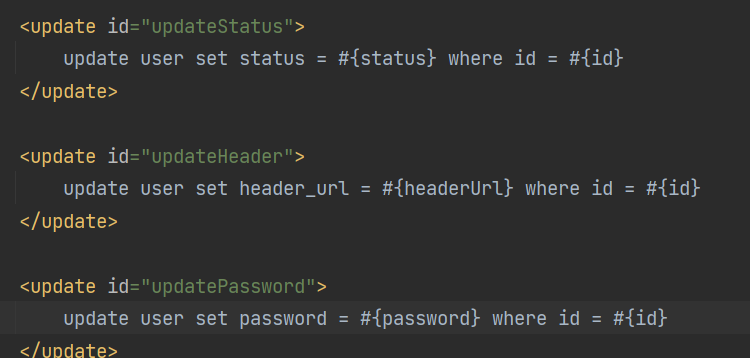 <update id="updateStatus">
update user set status = #{status} where id = #{id}
</update>
<update id="updateHeader">
update user set header_url = #{headerUrl} where id = #{id}
</update>
<update id="updatePassword">
update user set password = #{password} where id = #{id}
</update>